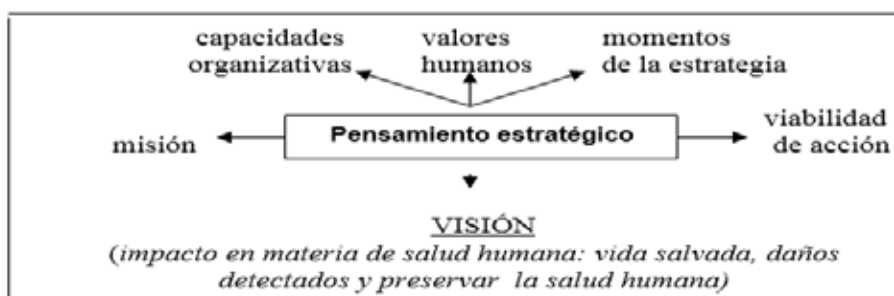 capacidades organizativas
valores humanos
momentos de la estrategia
misión
Pensamiento estratégico
viabilidad de acción
VISIÓN
(impacto en materia de salud humana: vida salvada, daños
detectados y preservar la salud humana)